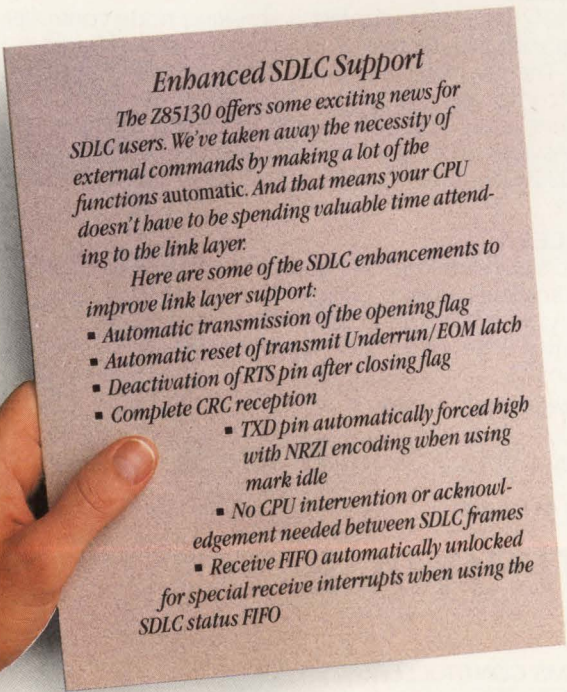 Enhanced SDLC Support
The Z85130 offers some exciting news for
SDLC users. We've taken away the necessity of
external commands by making a lot of the
functions automatic. And that means your CPU
doesn't have to be spending valuable time attend-
ing to the link layer.
Here are some of the SDLC enhancements to
improve link layer support:
▪ Automatic transmission of the opening flag
▪ Automatic reset of transmit Underrun/EOM latch
▪ Deactivation of RTS pin after closing flag
▪ Complete CRC reception
▪ TXD pin automatically forced high
with NRZI encoding when using
mark idle
▪ No CPU intervention or acknowl-
edgement needed between SDLC frames
▪ Receive FIFO automatically unlocked
for special receive interrupts when using the
SDLC status FIFO